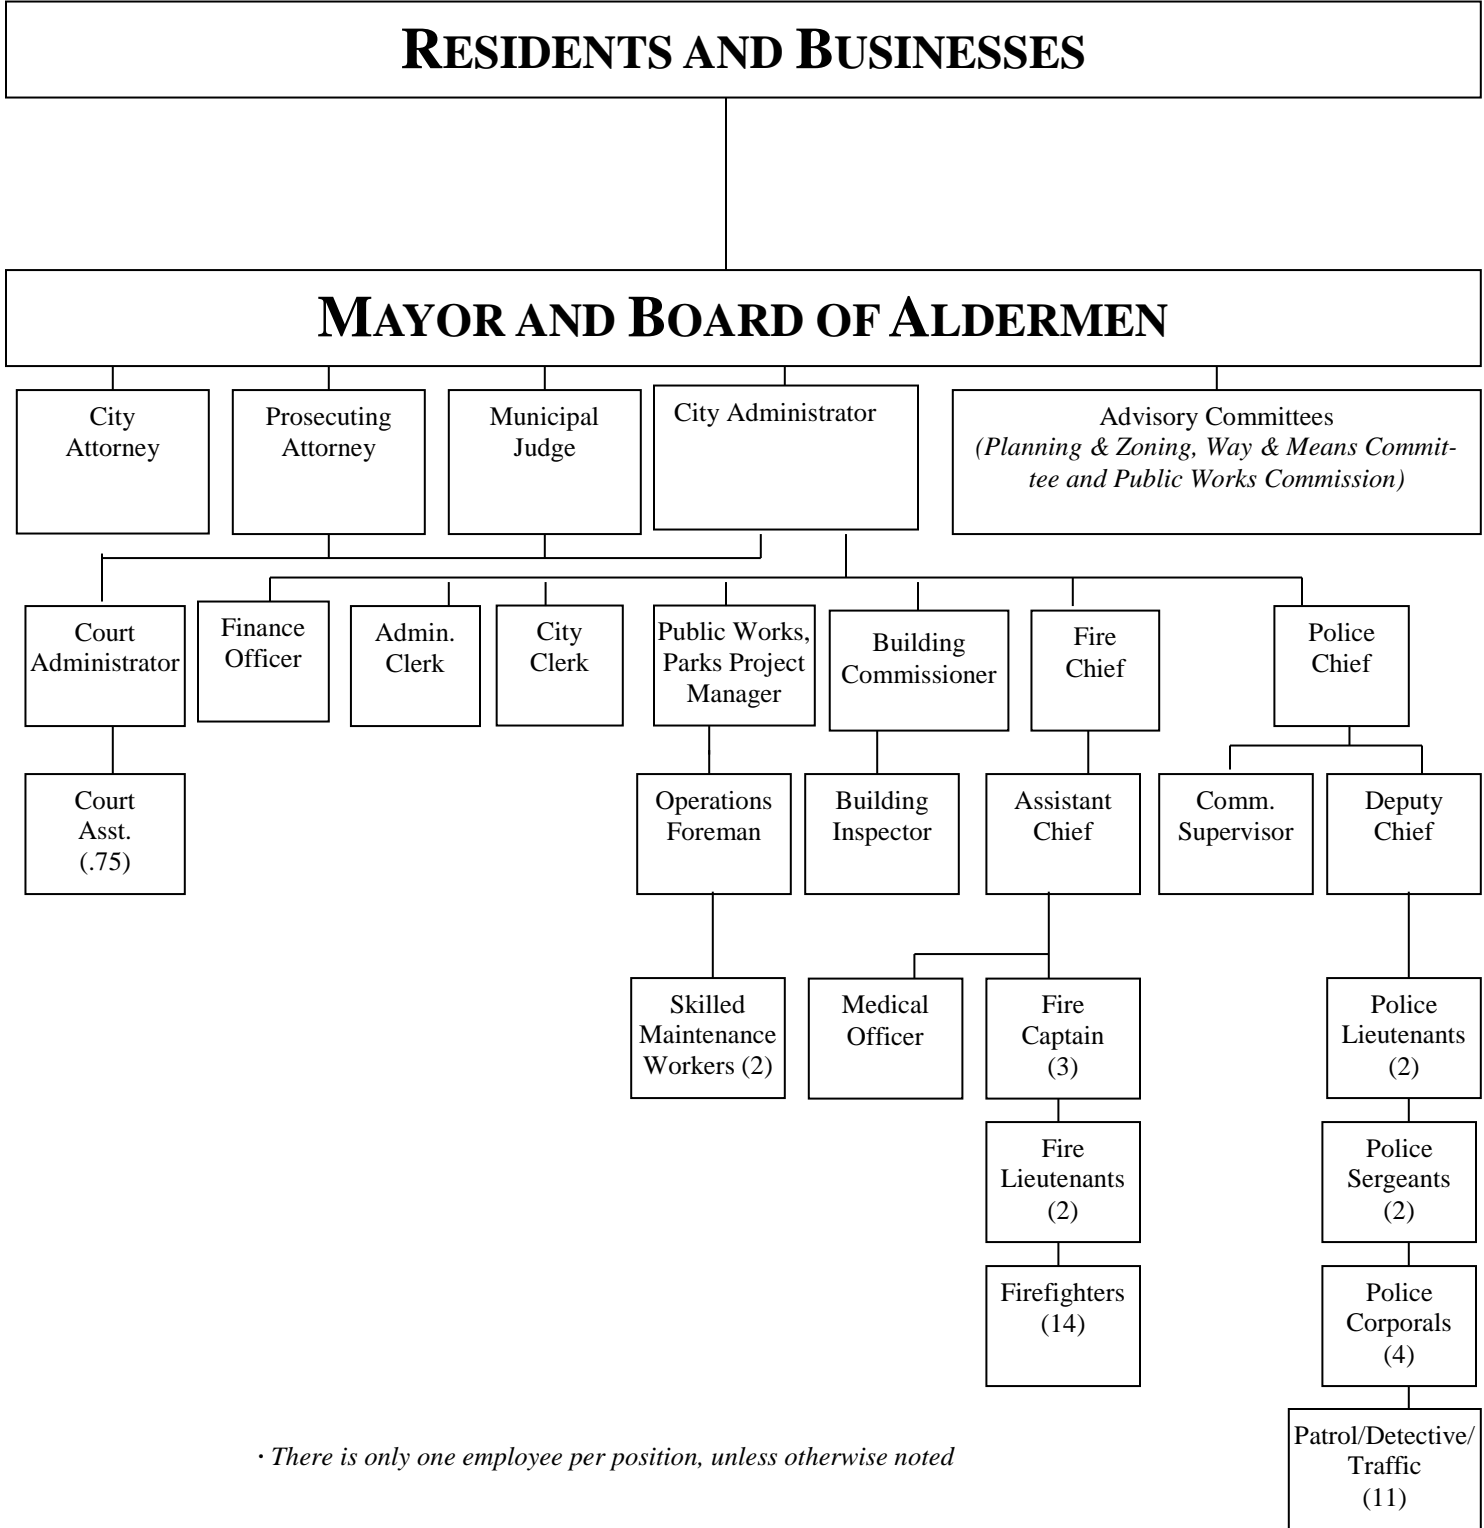 RESIDENTS AND BUSINESSES
MAYOR AND BOARD OF ALDERMEN
City
Attorney
Prosecuting
Attorney
Municipal
Judge
City Administrator
Advisory Committees
(Planning & Zoning, Way & Means Commit-
tee and Public Works Commission)
Court
Administrator
Finance
Officer
Admin.
Clerk
City
Clerk
Public Works,
Parks Project
Manager
Building
Commissioner
Fire
Chief
Police
Chief
Court
Asst.
(.75)
Operations
Foreman
Building
Inspector
Assistant
Chief
Comm.
Supervisor
Deputy
Chief
Skilled
Maintenance
Workers (2)
Medical
Officer
Fire
Captain
(3)
Police
Lieutenants
(2)
Fire
Lieutenants
(2)
Police
Sergeants
(2)
Firefighters
(14)
Police
Corporals
(4)
Patrol/Detective/
Traffic
(11)
· There is only one employee per position, unless otherwise noted